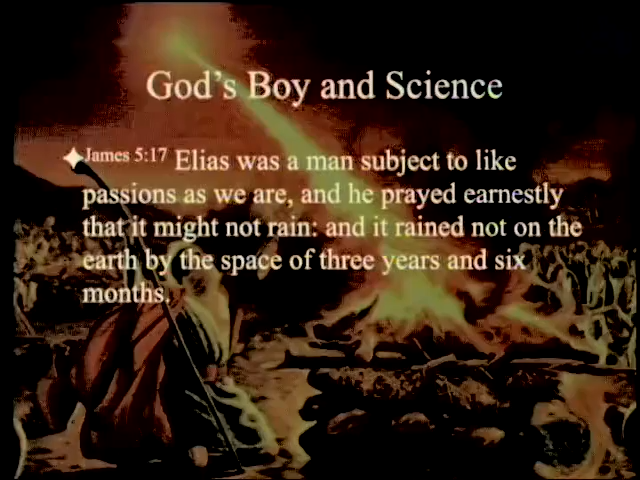 God's Boy and Science
James 5:17 Elias was a man subject to like
passions as we are, and he prayed earnestly
that it might not rain: and it rained not on the
earth by the space of three years and six
months.